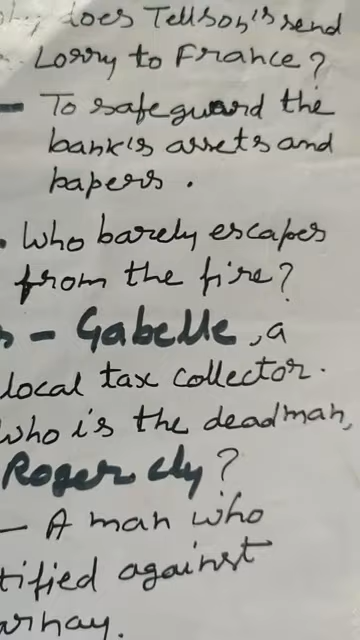 does Tellson's send
Lorry to France?
— To safeguard the
bank's assets and
papers.
. Who barely escapes
from the fire?
— Gabelle, a
local tax collector.
who is the deadman,
Roger cly?
— A man who
tified against
arnay.